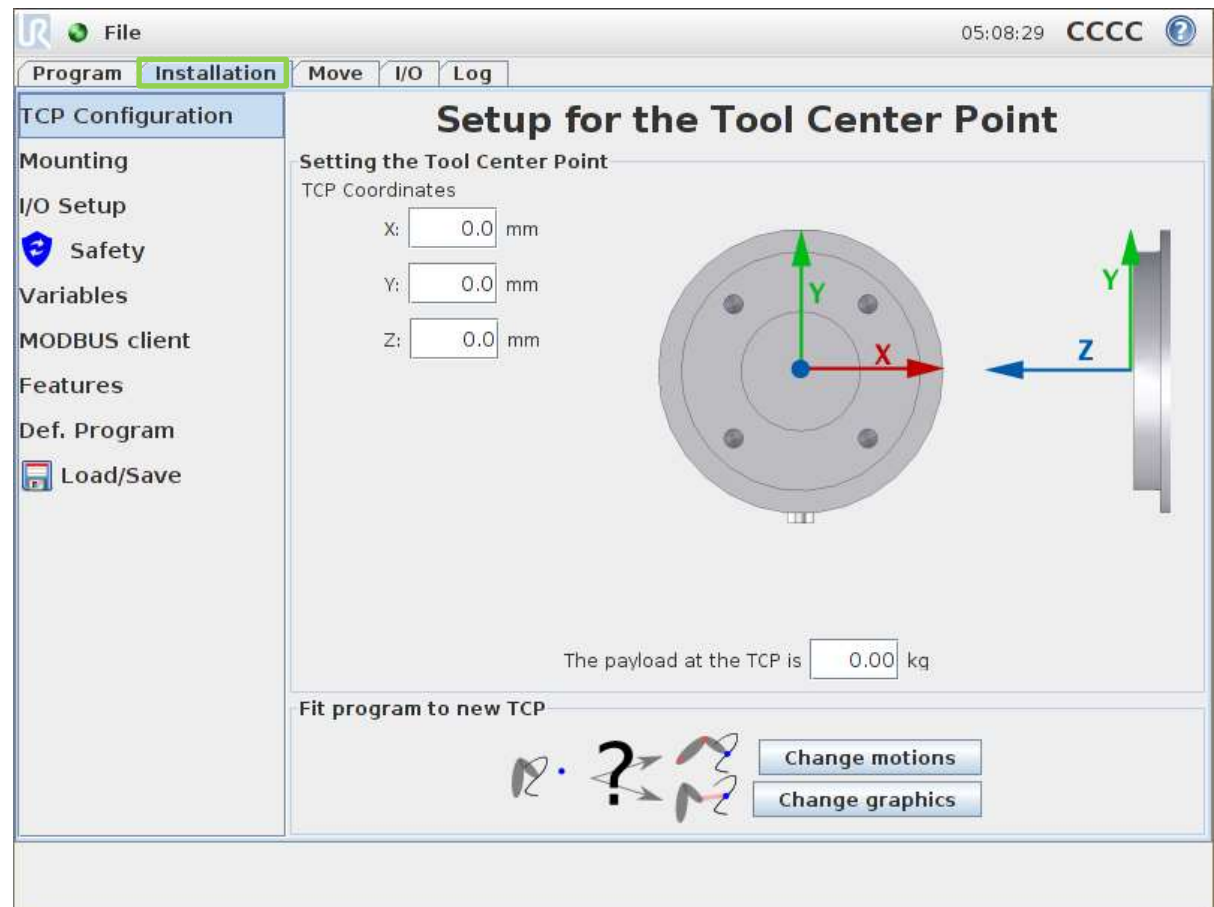 UR File 05:08:29 CCCC ?
Program Installation Move I/O Log
TCP Configuration
Mounting
I/O Setup
Safety
Variables
MODBUS client
Features
Def. Program
Load/Save
Setup for the Tool Center Point
Setting the Tool Center Point
TCP Coordinates
X: 0.0 mm
Y: 0.0 mm
Z: 0.0 mm
Y
X
Y
Z
The payload at the TCP is 0.00 kg
Fit program to new TCP
?
Change motions
Change graphics